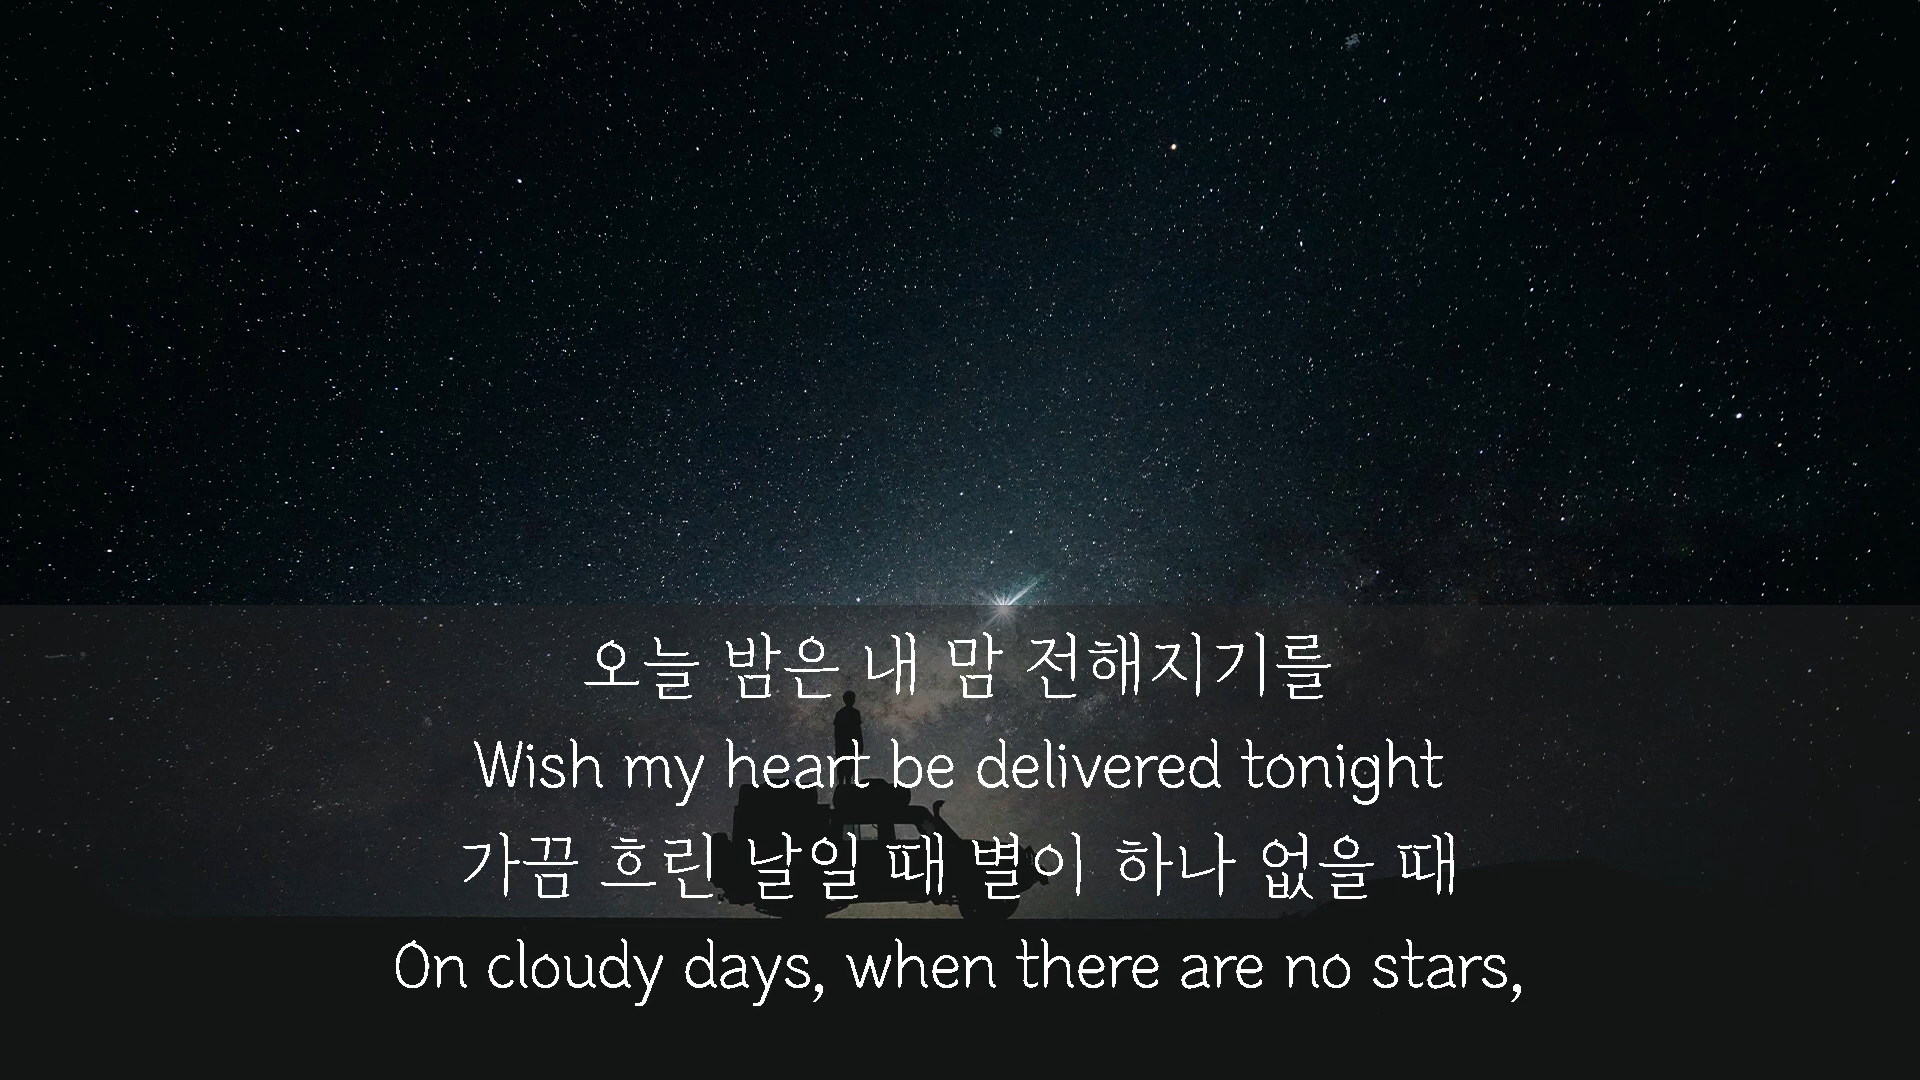 오늘 밤은 내 맘 전해지기를
Wish my heart be delivered tonight
가끔 흐린 날일 때 별이 하나 없을 때
On cloudy days, when there are no stars,